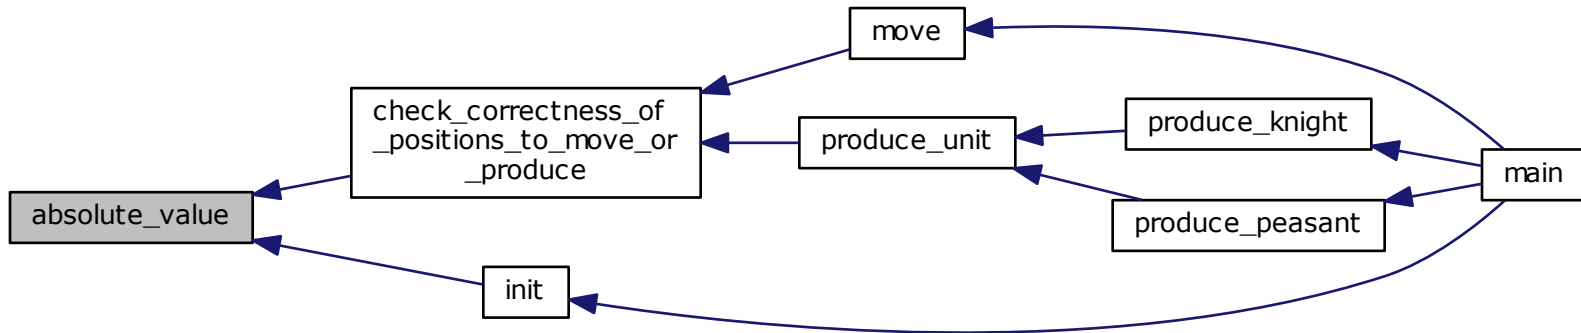 move
check_correctness_of
_positions_to_move_or
_produce
produce_unit
produce_knight
main
absolute_value
produce_peasant
init